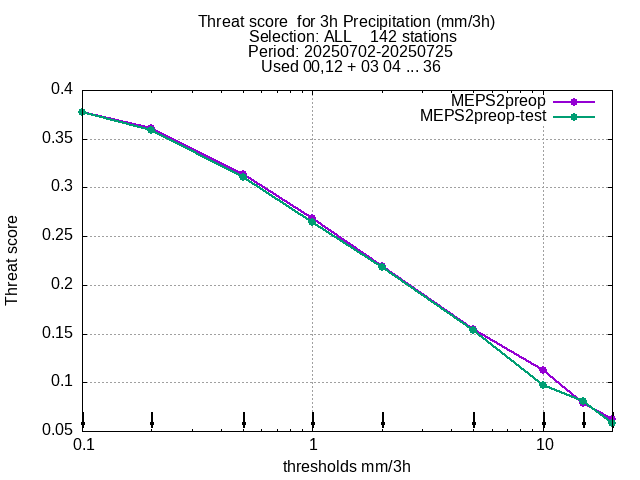 Threat score  for 3h Precipitation (mm/3h)
Selection: ALL    142 stations
Period: 20250702-20250725
Used 00,12 + 03 04 ... 36
MEPS2preop
MEPS2preop-test
0.4
0.35
0.3
0.25
0.2
0.15
0.1
0.05
Threat score
0.1 1 10
thresholds mm/3h